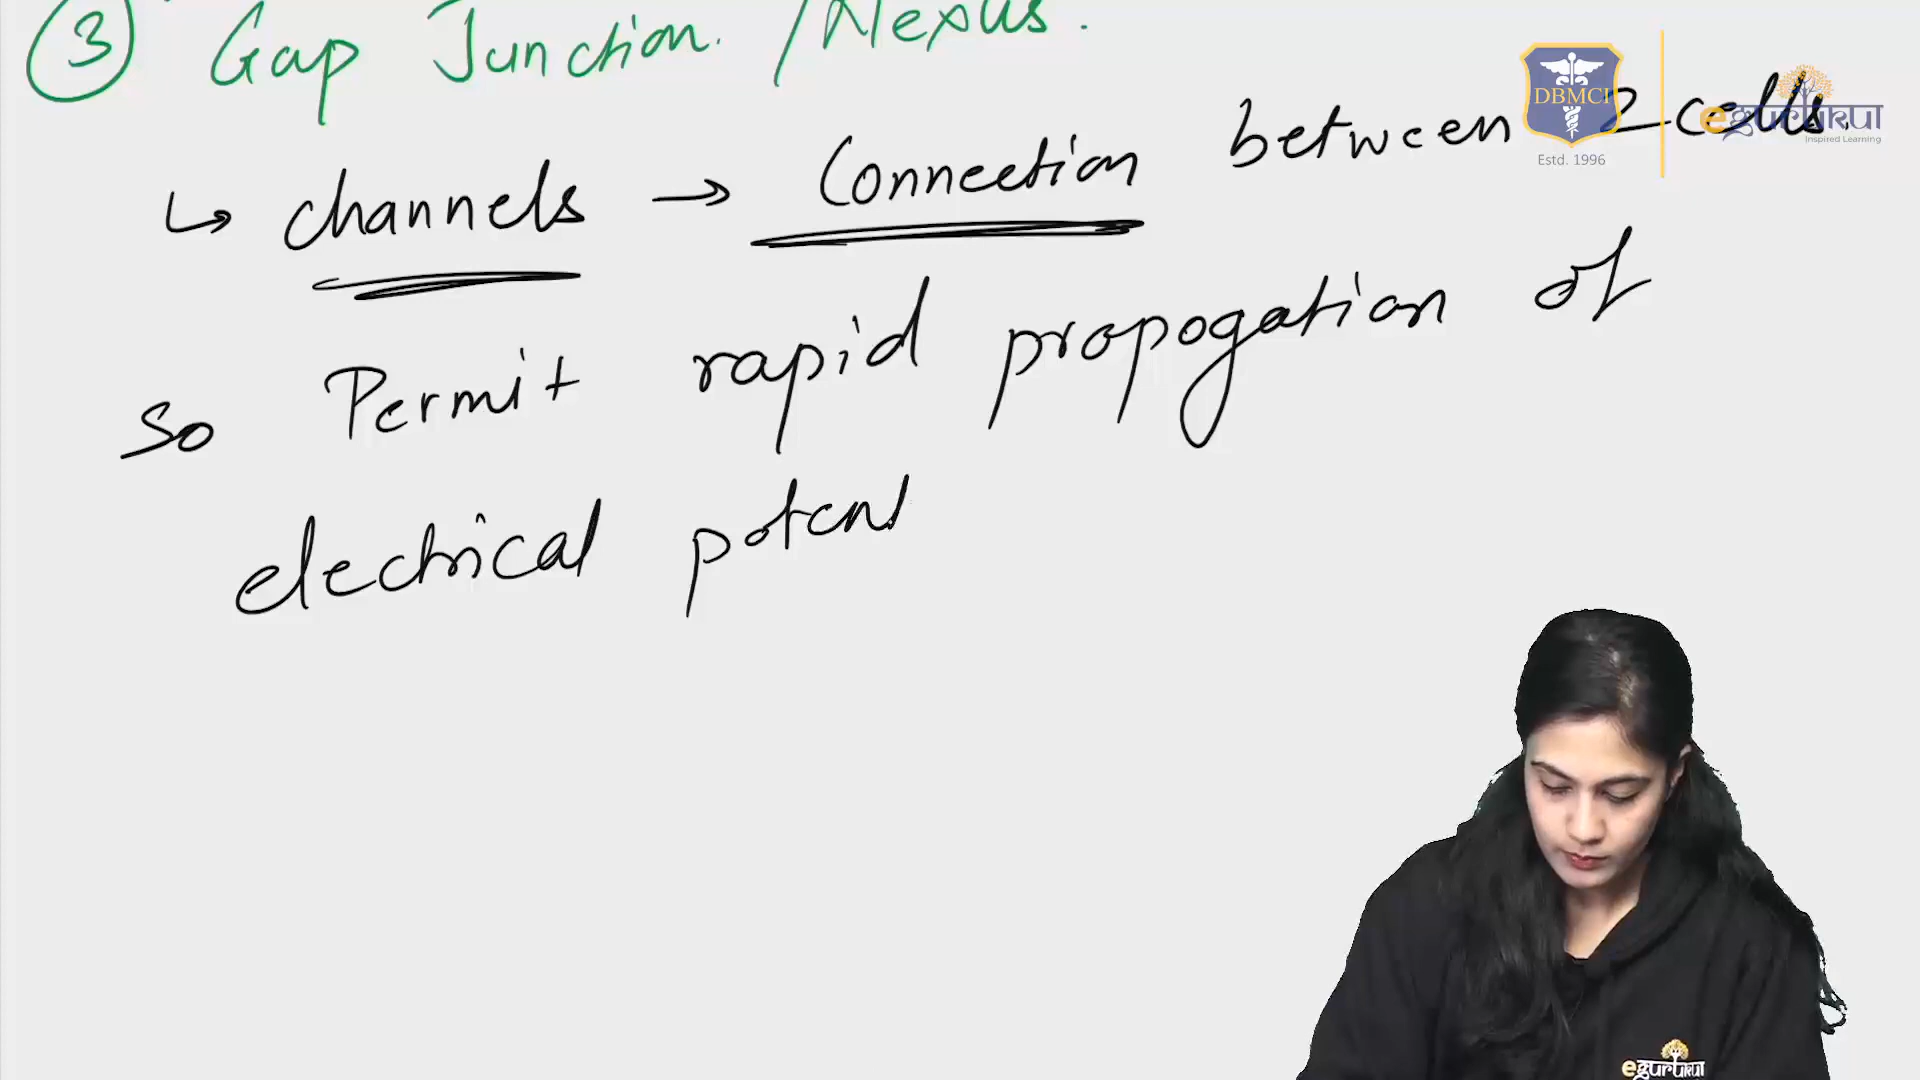 ③ Gap Junction. /Nexus.
↳ channels → Connection between 2 cells.
So Permit rapid propogation of
electrical poten
DBMCI
Estd. 1996
egurukul
Inspired Learning
egurukul